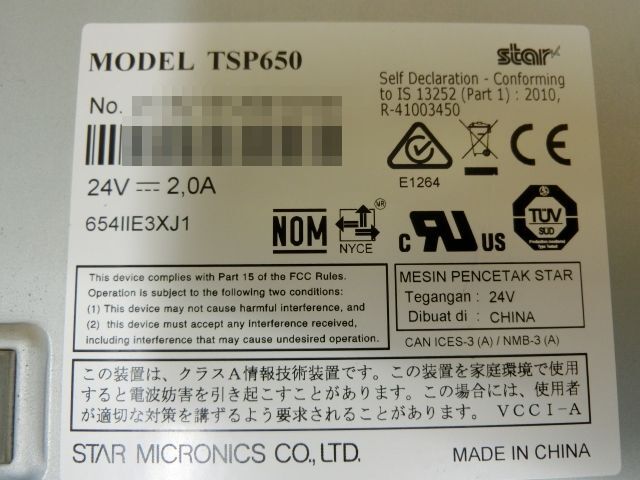 MODEL TSP650
star
Self Declaration - Conforming
to IS 13252 (Part 1) : 2010,
R-41003450
No.
E1264
24V ⎓ 2,0A
654IIE3XJ1
NOM
MR
NYCE
C RU US
TÜV
SÜD
Production monitored
Type Tested
This device complies with Part 15 of the FCC Rules.
Operation is subject to the following two conditions:
(1) This device may not cause harmful interference, and
(2) this device must accept any interference received,
including interference that may cause undesired operation.
MESIN PENCETAK STAR
Tegangan : 24V
Dibuat di : CHINA
CAN ICES-3 (A) / NMB-3 (A)
この装置は、クラスA情報技術装置です。この装置を家庭環境で使用
すると電波妨害を引き起こすことがあります。この場合には、使用者
が適切な対策を講ずるよう要求されることがあります。 VCCI-A
STAR MICRONICS CO., LTD.
MADE IN CHINA